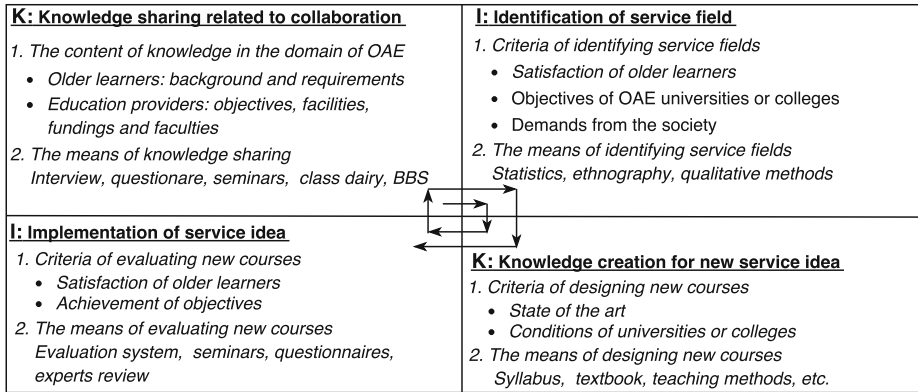 K: Knowledge sharing related to collaboration
1. The content of knowledge in the domain of OAE
• Older learners: background and requirements
• Education providers: objectives, facilities,
fundings and faculties
2. The means of knowledge sharing
Interview, questionare, seminars, class dairy, BBS
I: Identification of service field
1. Criteria of identifying service fields
• Satisfaction of older learners
• Objectives of OAE universities or colleges
• Demands from the society
2. The means of identifying service fields
Statistics, ethnography, qualitative methods
I: Implementation of service idea
1. Criteria of evaluating new courses
• Satisfaction of older learners
• Achievement of objectives
2. The means of evaluating new courses
Evaluation system, seminars, questionnaires,
experts review
K: Knowledge creation for new service idea
1. Criteria of designing new courses
• State of the art
• Conditions of universities or colleges
2. The means of designing new courses
Syllabus, textbook, teaching methods, etc.